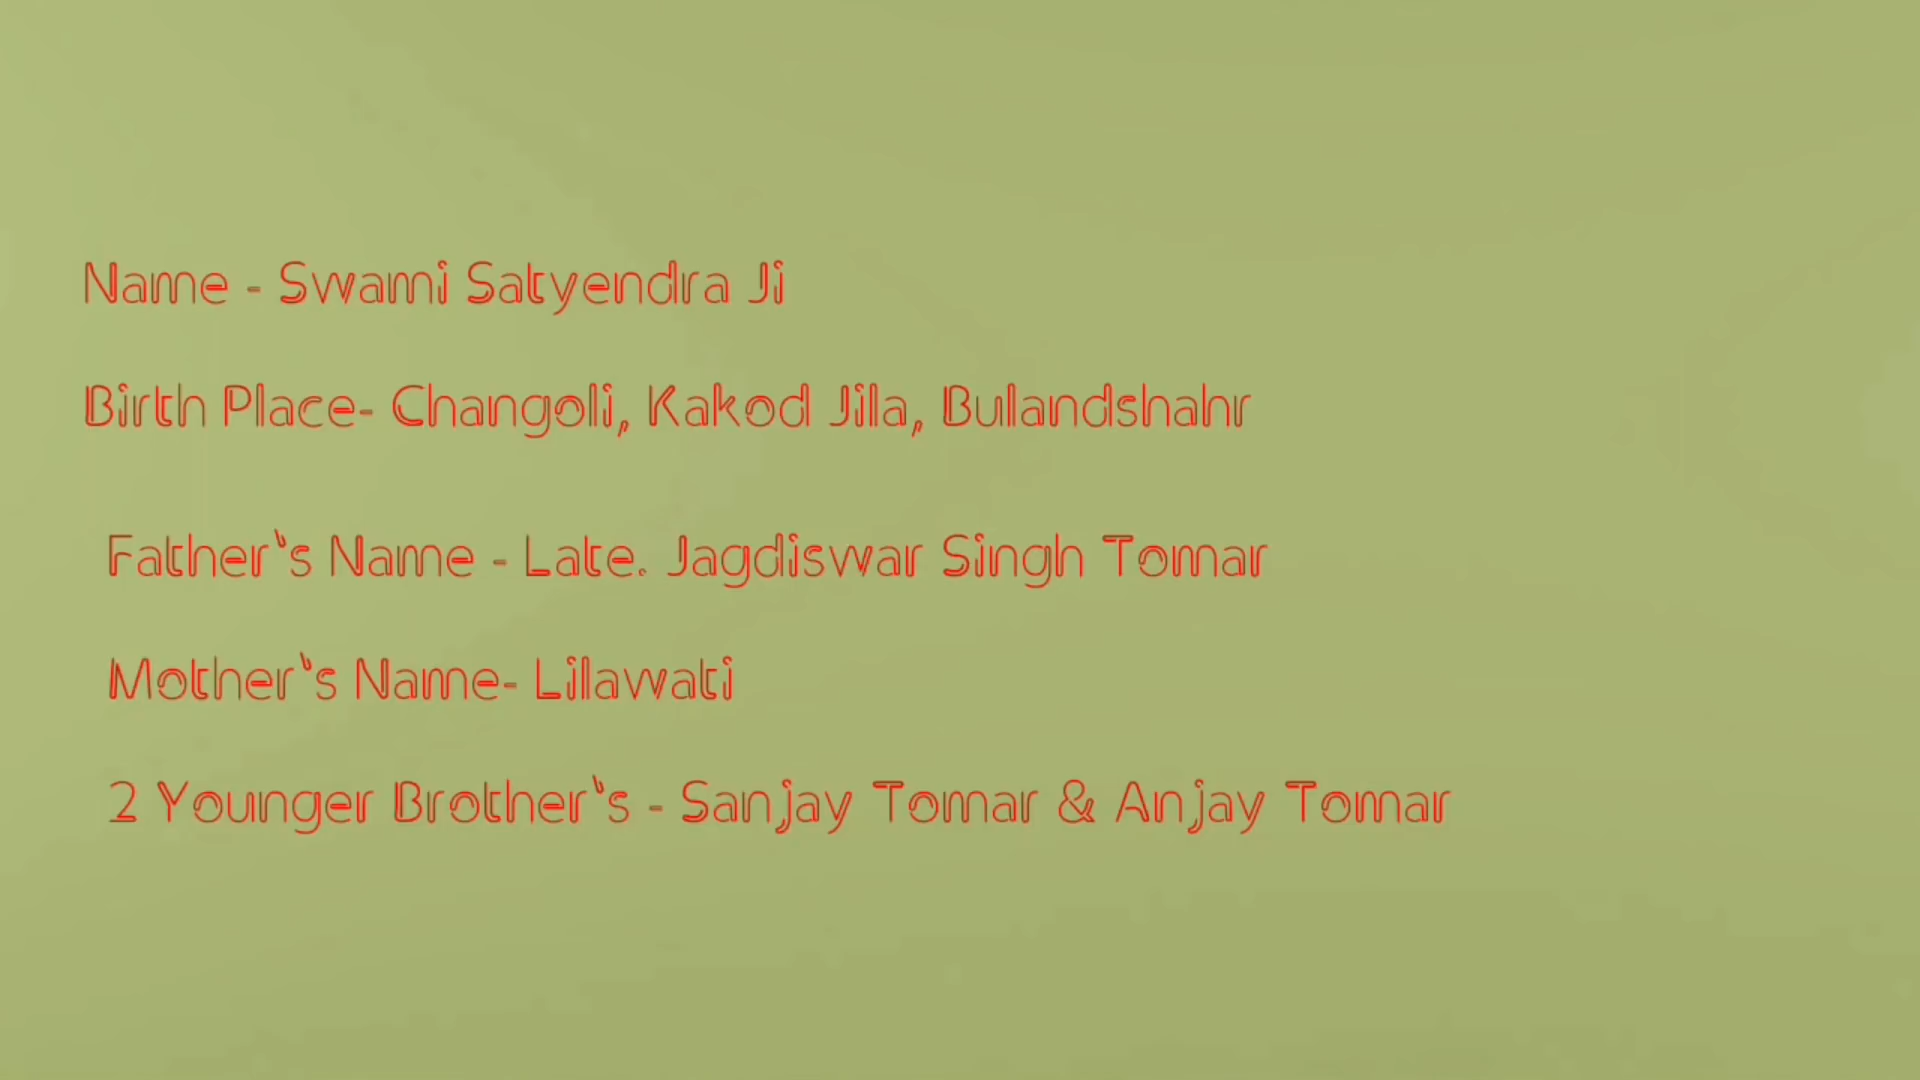 Name - Swami Satyendra Ji
Birth Place- Changoli, Kakod Jila, Bulandshahr
Father`s Name - Late. Jagdiswar Singh Tomar
Mother`s Name- Lilawati
2 Younger Brother`s - Sanjay Tomar & Anjay Tomar